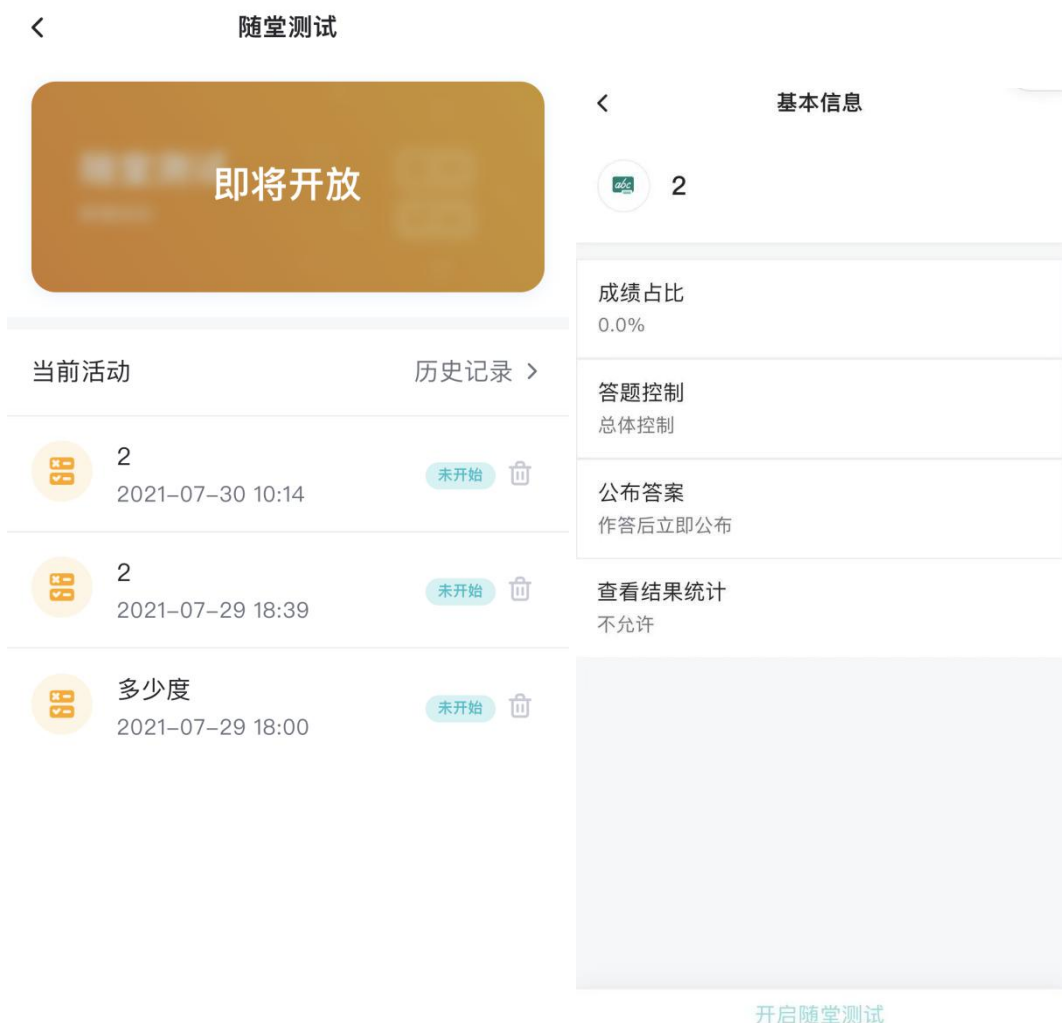 随堂测试
即将开放
当前活动
历史记录
2
2021-07-30 10:14
未开始
2
2021-07-29 18:39
未开始
多少度
2021-07-29 18:00
未开始
基本信息
abc
2
成绩占比
0.0%
答题控制
总体控制
公布答案
作答后立即公布
查看结果统计
不允许
开启随堂测试